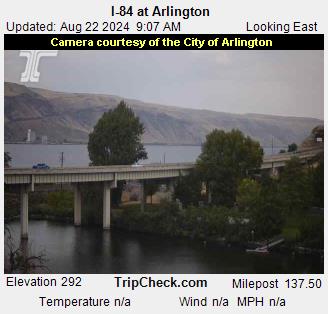 I-84 at Arlington
Updated: Aug 22 2024 9:07 AM Looking East
Camera courtesy of the City of Arlington
Elevation 292 TripCheck.com Milepost 137.50
Temperature n/a Wind n/a MPH n/a